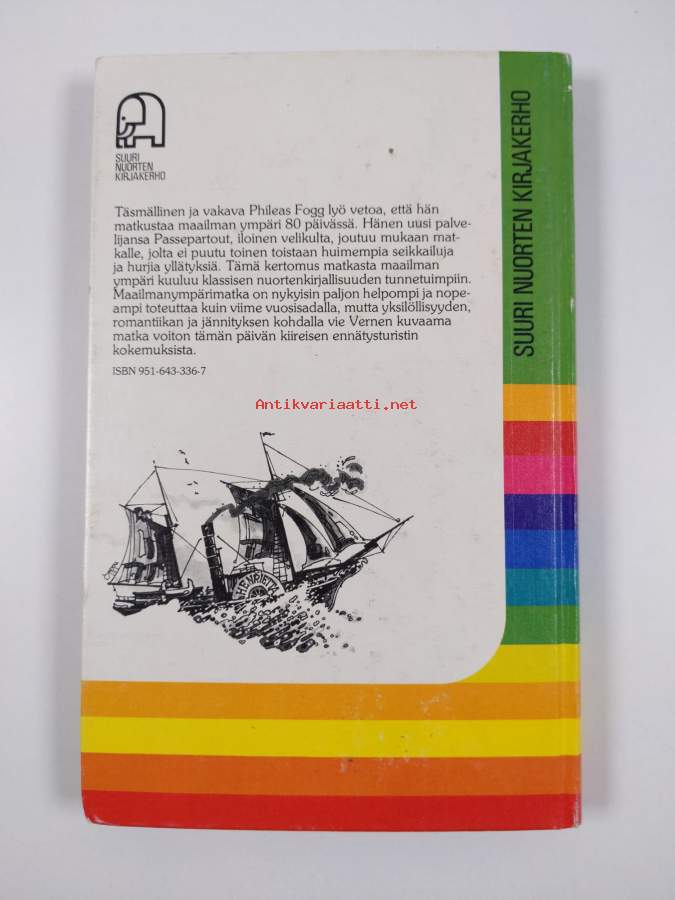 SUURI
NUORTEN
KIRJAKERHO
Täsmällinen ja vakava Phileas Fogg lyö vetoa, että hän
matkustaa maailman ympäri 80 päivässä. Hänen uusi palve-
lijansa Passepartout, iloinen velikulta, joutuu mukaan mat-
kalle, jolta ei puutu toinen toistaan huimempia seikkailuja
ja hurjia yllätyksiä. Tämä kertomus matkasta maailman
ympäri kuuluu klassisen nuortenkirjallisuuden tunnetuimpiin.
Maailmanympärimatka on nykyisin paljon helpompi ja nope-
ampi toteuttaa kuin viime vuosisadalla, mutta yksilöllisyyden,
romantiikan ja jännityksen kohdalla vie Vernen kuvaama
matka voiton tämän päivän kiireisen ennätysturistin
kokemuksista.
ISBN 951-643-336-7
Antikvariaatti.net
HENRIETA
SUURI NUORTEN KIRJAKERHO